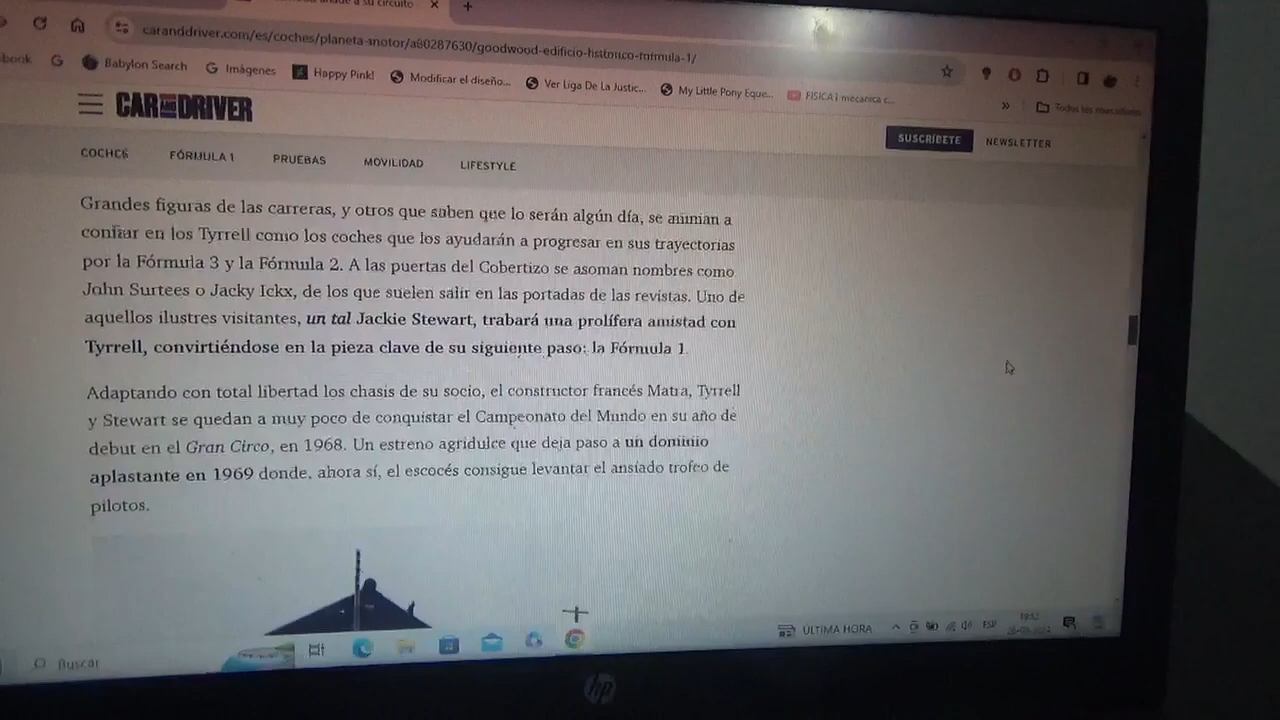 a su circuito
caranddriver.com/es/coches/planeta-motor/a60287630/goodwood-edificio-historico-formula-1/
book
Babylon Search
Imágenes
Happy Pink!
Modificar el diseño...
Ver Liga De La Justic...
My Little Pony Eque...
FISICA i mecanica c...
»
CAR AND DRIVER
SUSCRÍBETE
NEWSLETTER
COCHES
FÓRMULA 1
PRUEBAS
MOVILIDAD
LIFESTYLE
Grandes figuras de las carreras, y otros que saben que lo serán algún día, se animan a
confiar en los Tyrrell como los coches que los ayudarán a progresar en sus trayectorias
por la Fórmula 3 y la Fórmula 2. A las puertas del Cobertizo se asoman nombres como
John Surtees o Jacky Ickx, de los que suelen salir en las portadas de las revistas. Uno de
aquellos ilustres visitantes, un tal Jackie Stewart, trabará una prolífera amistad con
Tyrrell, convirtiéndose en la pieza clave de su siguiente paso: la Fórmula 1.
Adaptando con total libertad los chasis de su socio, el constructor francés Matra, Tyrrell
y Stewart se quedan a muy poco de conquistar el Campeonato del Mundo en su año de
debut en el Gran Circo, en 1968. Un estreno agridulce que deja paso a un dominio
aplastante en 1969 donde, ahora sí, el escocés consigue levantar el ansiado trofeo de
pilotos.
Buscar
ÚLTIMA HORA
ESP
hp